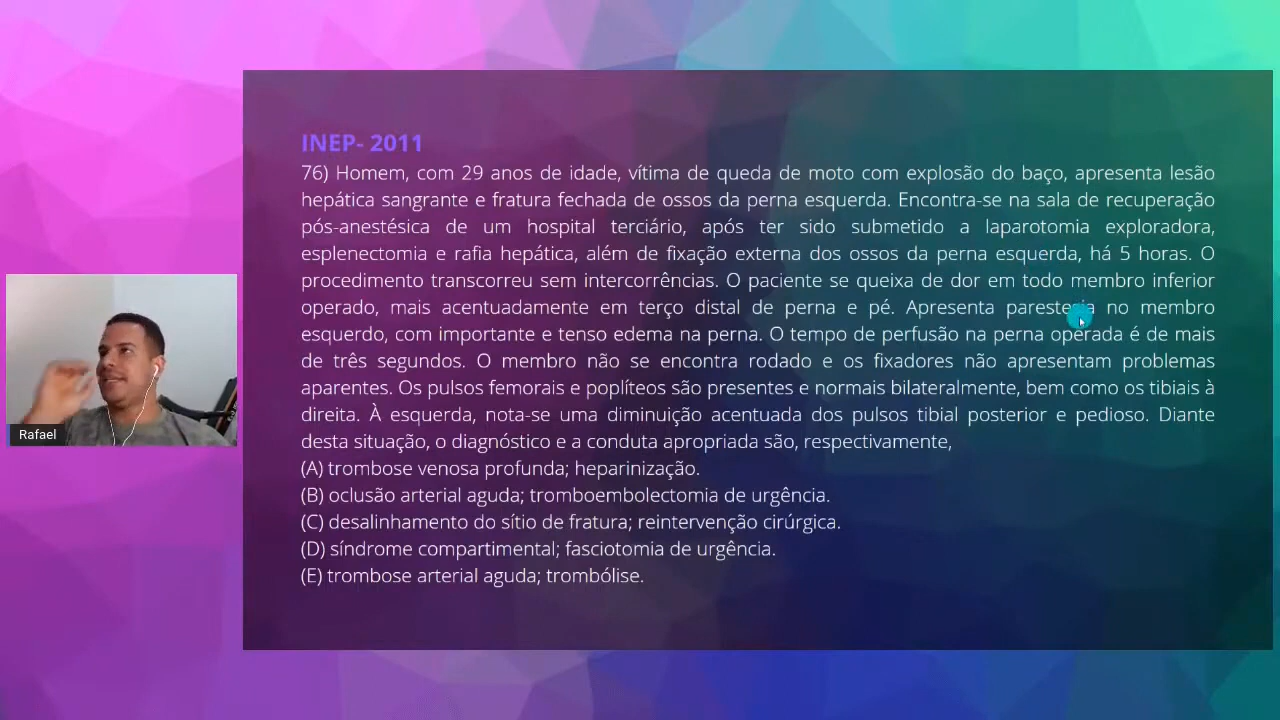 INEP- 2011
76) Homem, com 29 anos de idade, vítima de queda de moto com explosão do baço, apresenta lesão
hepática sangrante e fratura fechada de ossos da perna esquerda. Encontra-se na sala de recuperação
pós-anestésica de um hospital terciário, após ter sido submetido a laparotomia exploradora,
esplenectomia e rafia hepática, além de fixação externa dos ossos da perna esquerda, há 5 horas. O
procedimento transcorreu sem intercorrências. O paciente se queixa de dor em todo membro inferior
operado, mais acentuadamente em terço distal de perna e pé. Apresenta parestesia no membro
esquerdo, com importante e tenso edema na perna. O tempo de perfusão na perna operada é de mais
de três segundos. O membro não se encontra rodado e os fixadores não apresentam problemas
aparentes. Os pulsos femorais e poplíteos são presentes e normais bilateralmente, bem como os tibiais à
direita. À esquerda, nota-se uma diminuição acentuada dos pulsos tibial posterior e pedioso. Diante
desta situação, o diagnóstico e a conduta apropriada são, respectivamente,
(A) trombose venosa profunda; heparinização.
(B) oclusão arterial aguda; tromboembolectomia de urgência.
(C) desalinhamento do sítio de fratura; reintervenção cirúrgica.
(D) síndrome compartimental; fasciotomia de urgência.
(E) trombose arterial aguda; trombólise.
Rafael